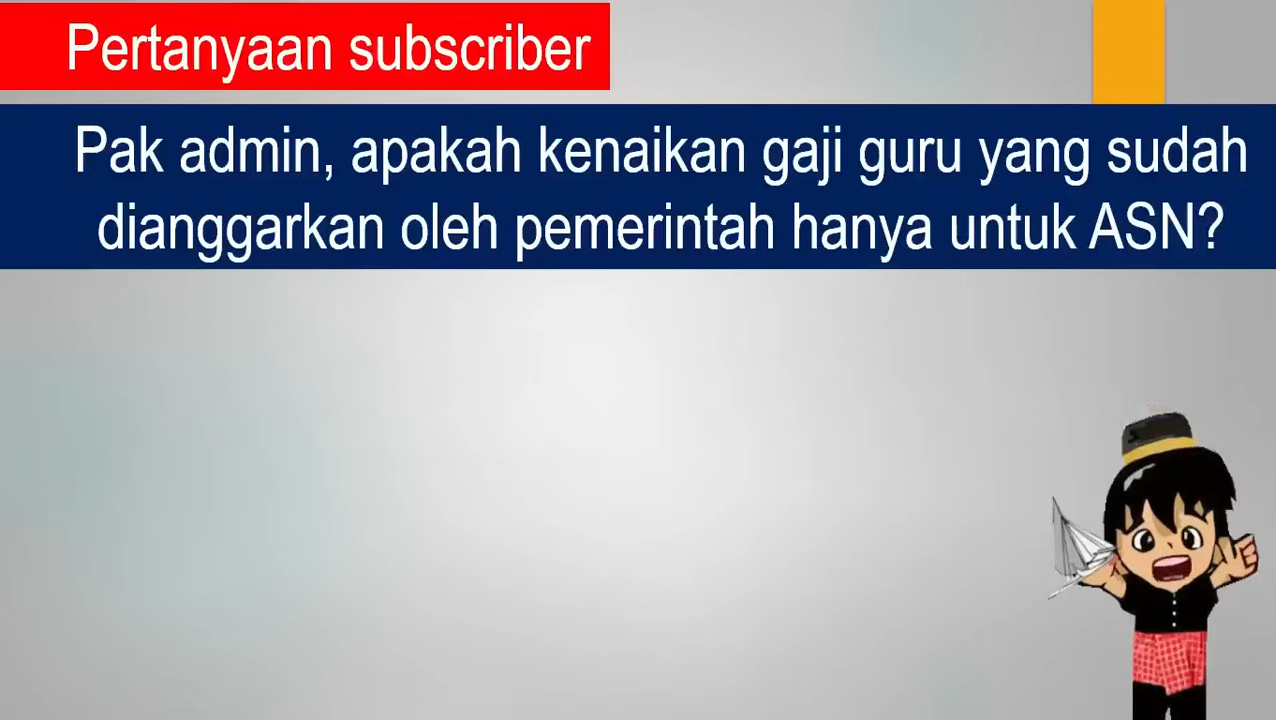 Pertanyaan subscriber
Pak admin, apakah kenaikan gaji guru yang sudah
dianggarkan oleh pemerintah hanya untuk ASN?